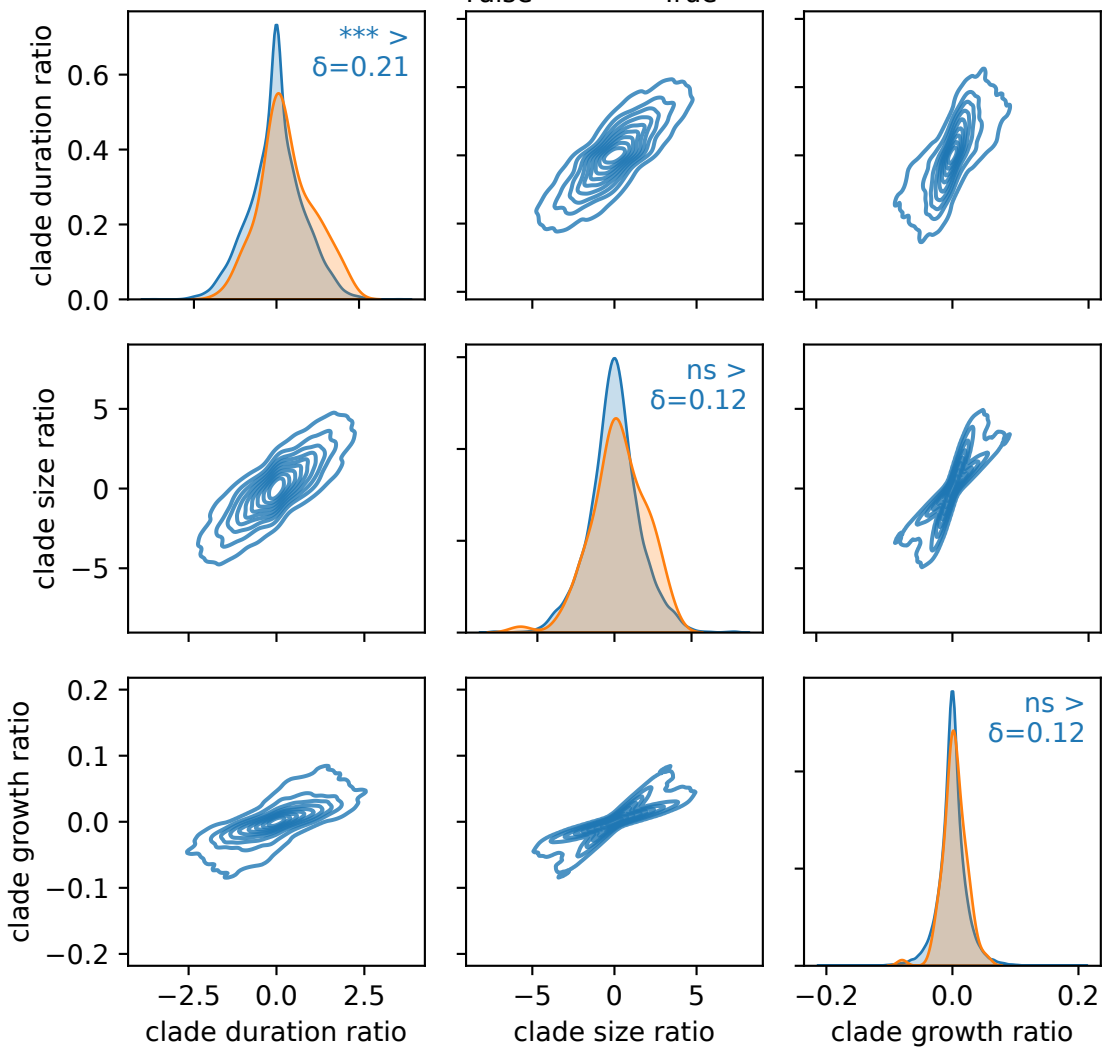 *** >
δ=0.21
clade duration ratio
0.6
0.4
0.2
0.0
ns >
δ=0.12
clade size ratio
5
0
−5
ns >
δ=0.12
clade growth ratio
0.2
0.1
0.0
−0.1
−0.2
−2.5 0.0 2.5
−5 0 5
−0.2 0.0 0.2
clade duration ratio
clade size ratio
clade growth ratio